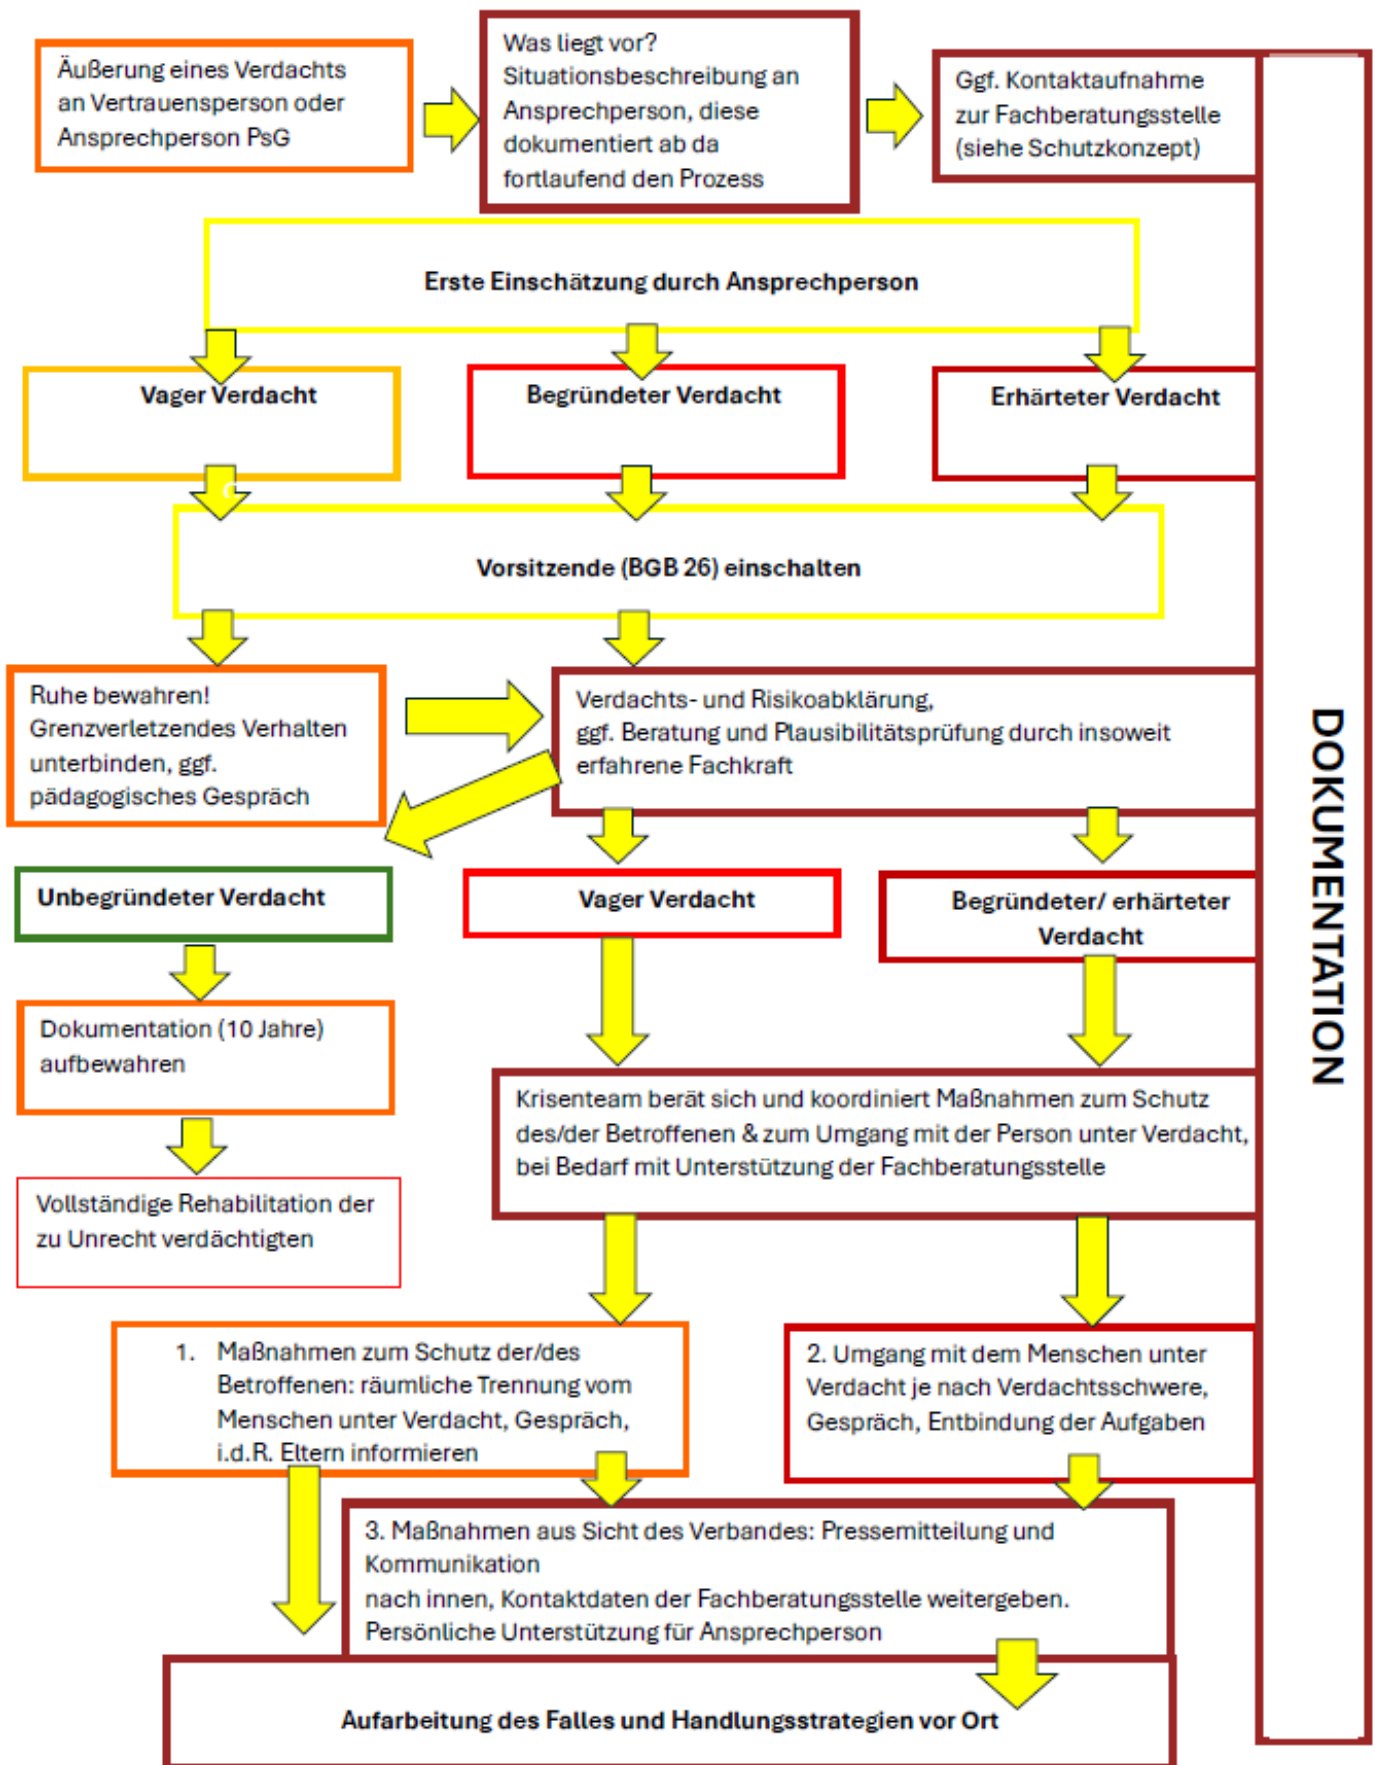 Äußerung eines Verdachts
an Vertrauensperson oder
Ansprechperson PsG
Was liegt vor?
Situationsbeschreibung an
Ansprechperson, diese
dokumentiert ab da
fortlaufend den Prozess
Ggf. Kontaktaufnahme
zur Fachberatungsstelle
(siehe Schutzkonzept)
Erste Einschätzung durch Ansprechperson
Vager Verdacht
Begründeter Verdacht
Erhärteter Verdacht
Vorsitzende (BGB 26) einschalten
Ruhe bewahren!
Grenzverletzendes Verhalten
unterbinden, ggf.
pädagogisches Gespräch
Verdachts- und Risikoabklärung,
ggf. Beratung und Plausibilitätsprüfung durch insoweit
erfahrene Fachkraft
Unbegründeter Verdacht
Vager Verdacht
Begründeter/ erhärteter
Verdacht
Dokumentation (10 Jahre)
aufbewahren
Krisenteam berät sich und koordiniert Maßnahmen zum Schutz
des/der Betroffenen & zum Umgang mit der Person unter Verdacht,
bei Bedarf mit Unterstützung der Fachberatungsstelle
Vollständige Rehabilitation der
zu Unrecht verdächtigten
1. Maßnahmen zum Schutz der/des
Betroffenen: räumliche Trennung vom
Menschen unter Verdacht, Gespräch,
i.d.R. Eltern informieren
2. Umgang mit dem Menschen unter
Verdacht je nach Verdachtsschwere,
Gespräch, Entbindung der Aufgaben
3. Maßnahmen aus Sicht des Verbandes: Pressemitteilung und
Kommunikation
nach innen, Kontaktdaten der Fachberatungsstelle weitergeben.
Persönliche Unterstützung für Ansprechperson
Aufarbeitung des Falles und Handlungsstrategien vor Ort
DOKUMENTATION